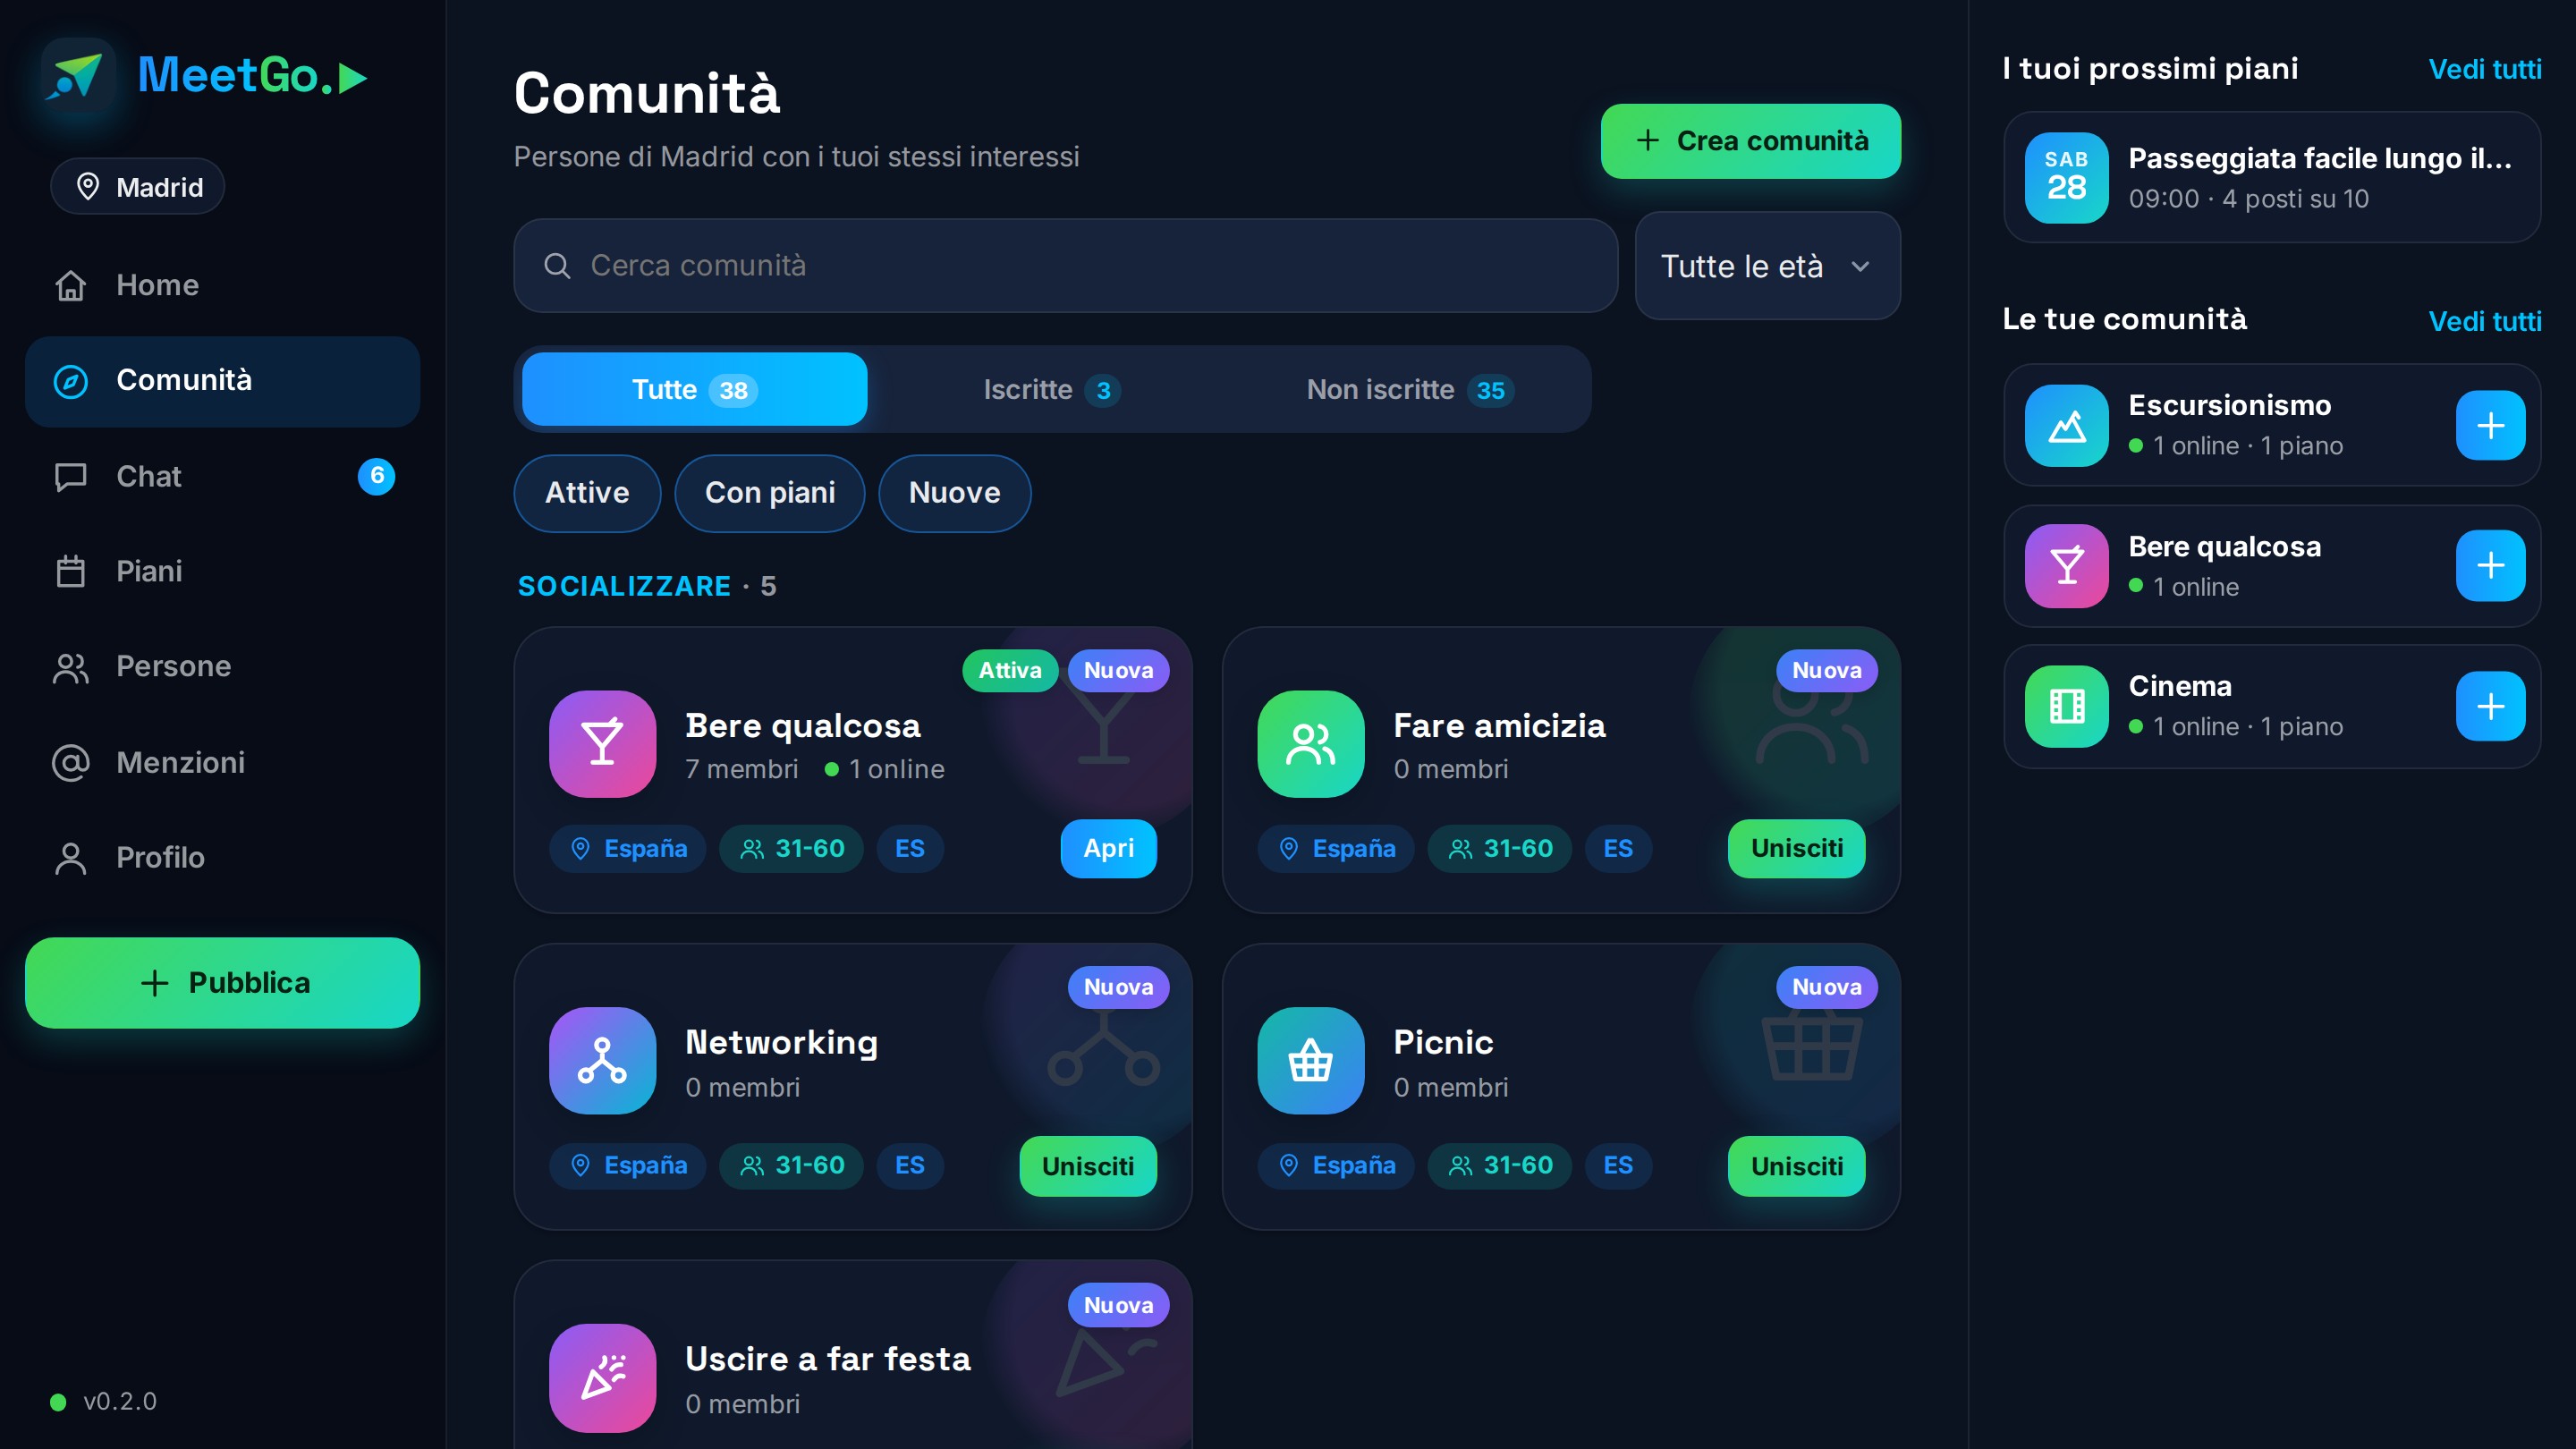 MeetGo.
Madrid
Home
Comunità
Chat
6
Piani
Persone
Menzioni
Profilo
Pubblica
v0.2.0
Comunità
Persone di Madrid con i tuoi stessi interessi
Crea comunità
Cerca comunità
Tutte le età
Tutte 38
Iscritte 3
Non iscritte 35
Attive
Con piani
Nuove
SOCIALIZZARE · 5
Attiva
Nuova
Bere qualcosa
7 membri 1 online
España
31-60
ES
Apri
Nuova
Fare amicizia
0 membri
España
31-60
ES
Unisciti
Nuova
Networking
0 membri
España
31-60
ES
Unisciti
Nuova
Picnic
0 membri
España
31-60
ES
Unisciti
Nuova
Uscire a far festa
0 membri
I tuoi prossimi piani
Vedi tutti
SAB
28
Passeggiata facile lungo il...
09:00 · 4 posti su 10
Le tue comunità
Vedi tutti
Escursionismo
1 online · 1 piano
Bere qualcosa
1 online
Cinema
1 online · 1 piano